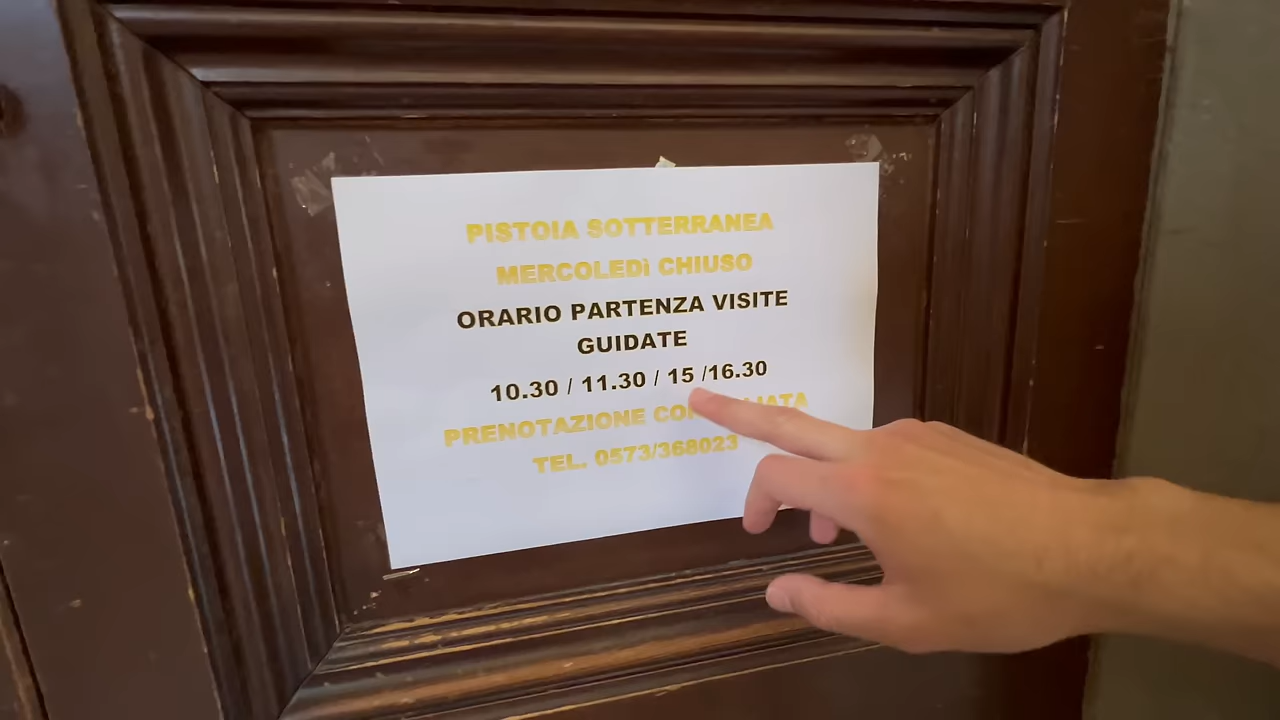 PISTOIA SOTTERRANEA
MERCOLEDì CHIUSO
ORARIO PARTENZA VISITE
GUIDATE
10.30 / 11.30 / 15 /16.30
PRENOTAZIONE
TEL. 0573/368023